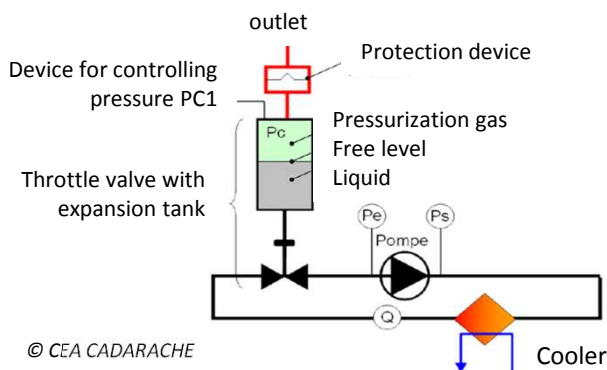 outlet
Protection device
Device for controlling
pressure PC1
Pc
Pressurization gas
Free level
Liquid
Throttle valve with
expansion tank
Pe
Ps
Pompe
Q
© CEA CADARACHE
Cooler